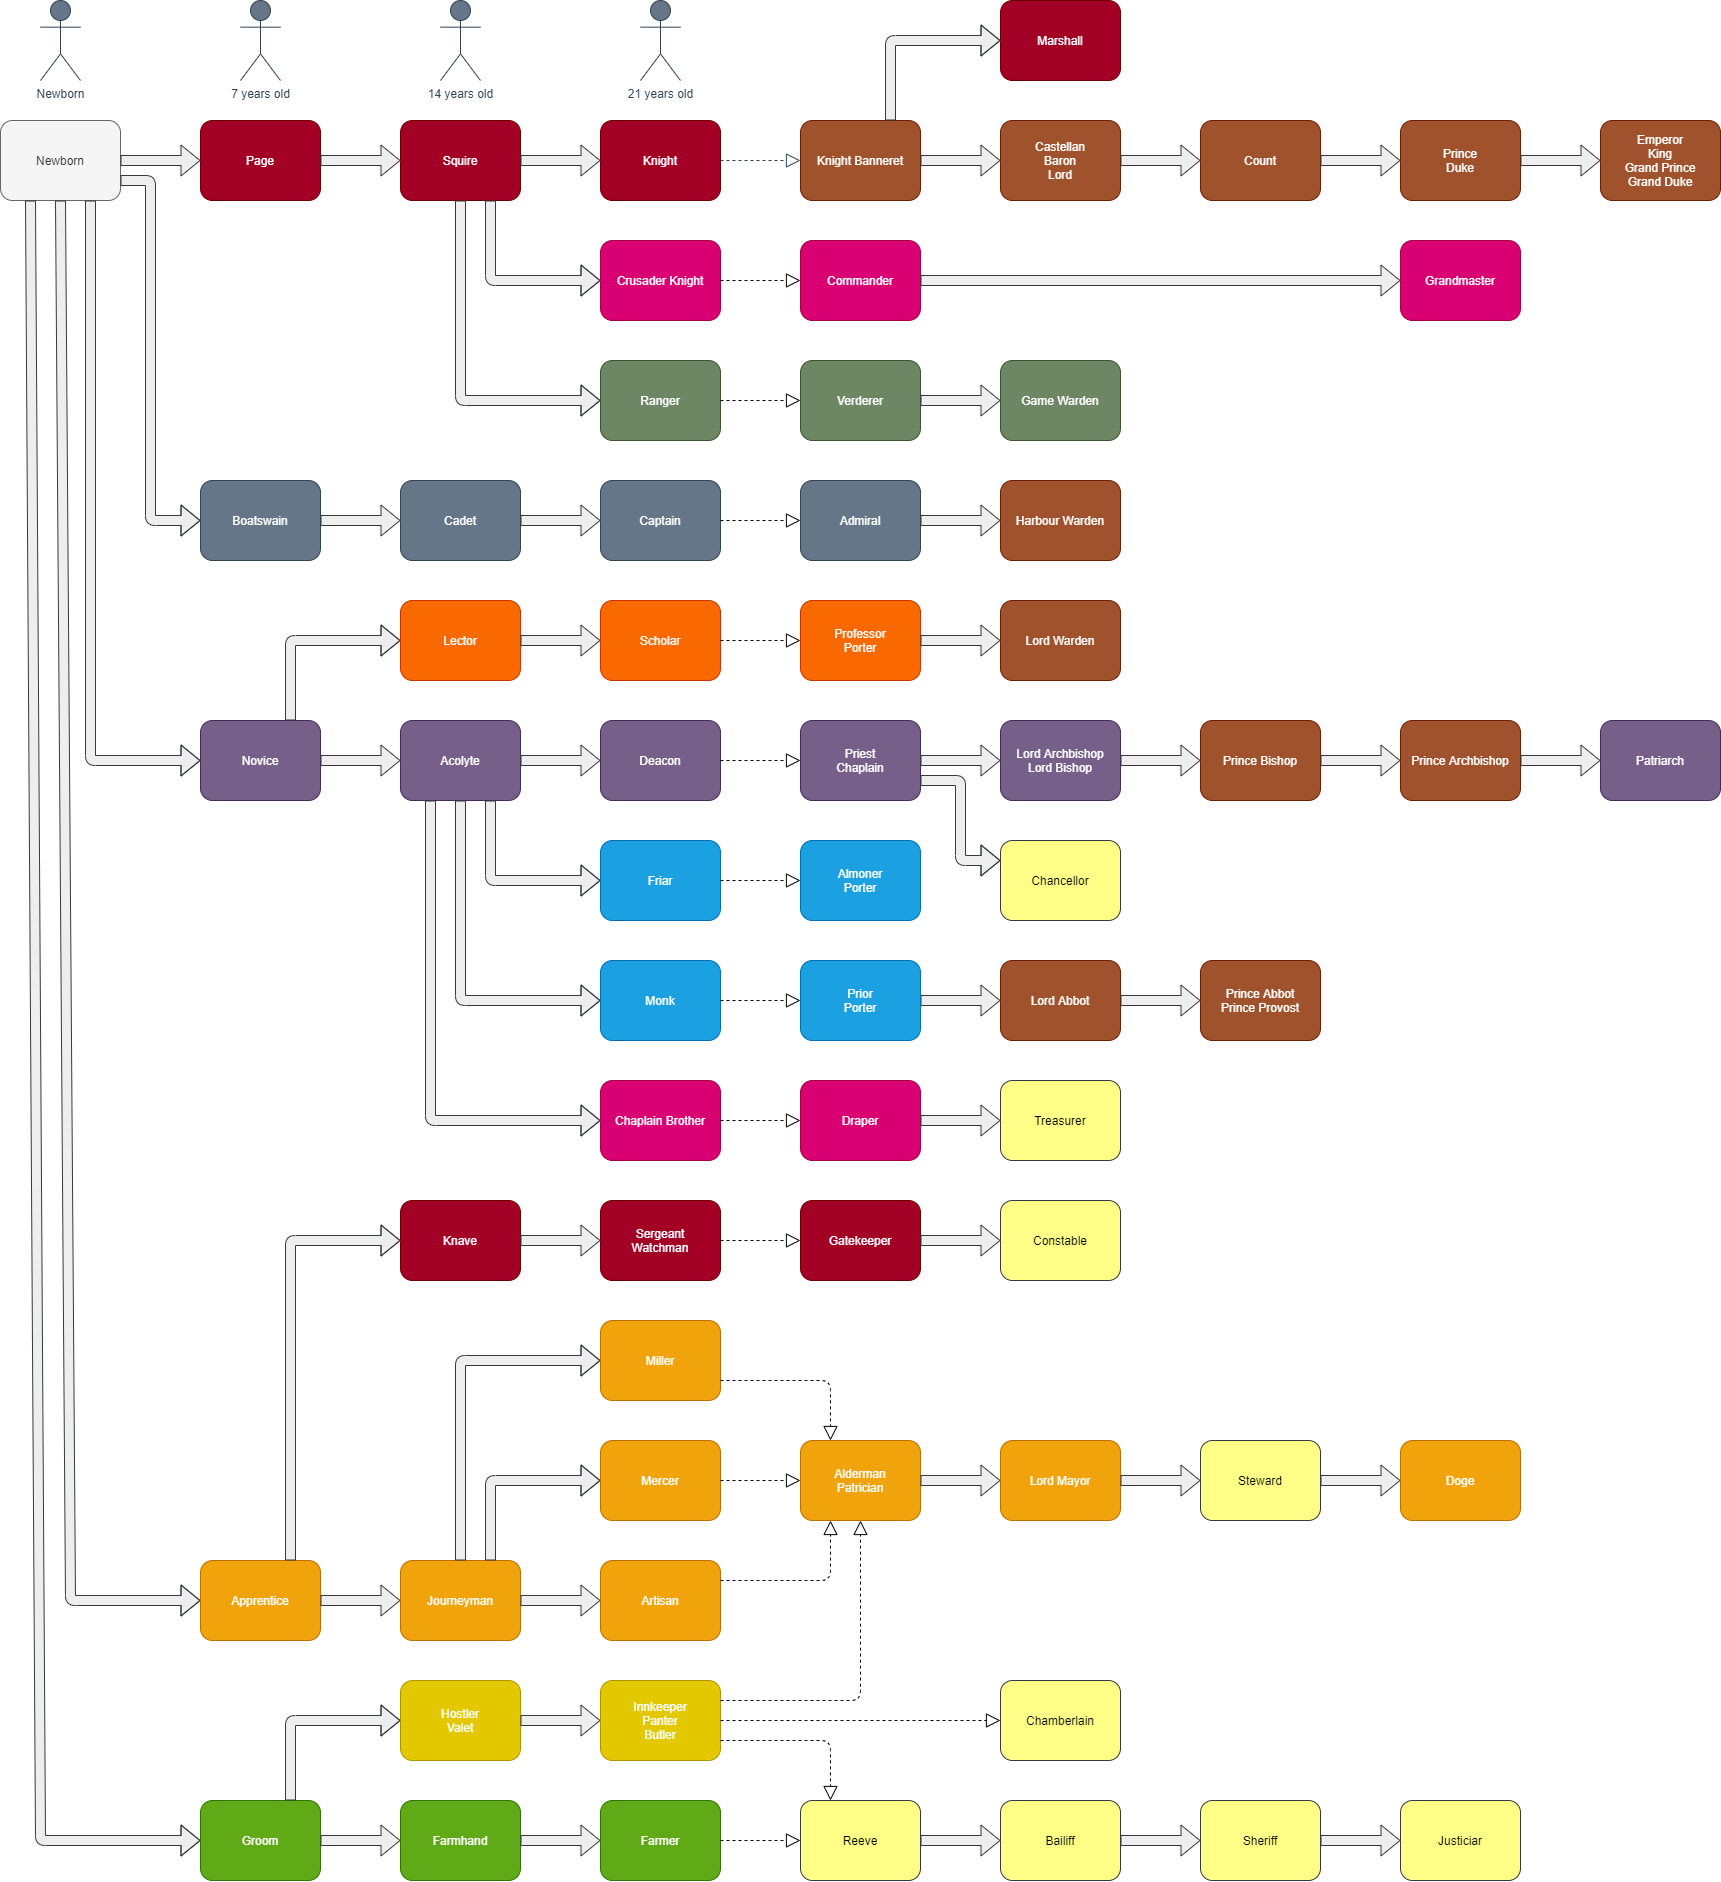 Newborn
7 years old
14 years old
21 years old
Marshall
Newborn
Page
Squire
Knight
Knight Banneret
Castellan
Baron
Lord
Count
Prince
Duke
Emperor
King
Grand Prince
Grand Duke
Crusader Knight
Commander
Grandmaster
Ranger
Verderer
Game Warden
Boatswain
Cadet
Captain
Admiral
Harbour Warden
Lector
Scholar
Professor
Porter
Lord Warden
Novice
Acolyte
Deacon
Priest
Chaplain
Lord Archbishop
Lord Bishop
Prince Bishop
Prince Archbishop
Patriarch
Friar
Almoner
Porter
Chancellor
Monk
Prior
Porter
Lord Abbot
Prince Abbot
Prince Provost
Chaplain Brother
Draper
Treasurer
Knave
Sergeant
Watchman
Gatekeeper
Constable
Miller
Mercer
Alderman
Patrician
Lord Mayor
Steward
Doge
Apprentice
Journeyman
Artisan
Hostler
Valet
Innkeeper
Panter
Butler
Chamberlain
Groom
Farmhand
Farmer
Reeve
Bailiff
Sheriff
Justiciar